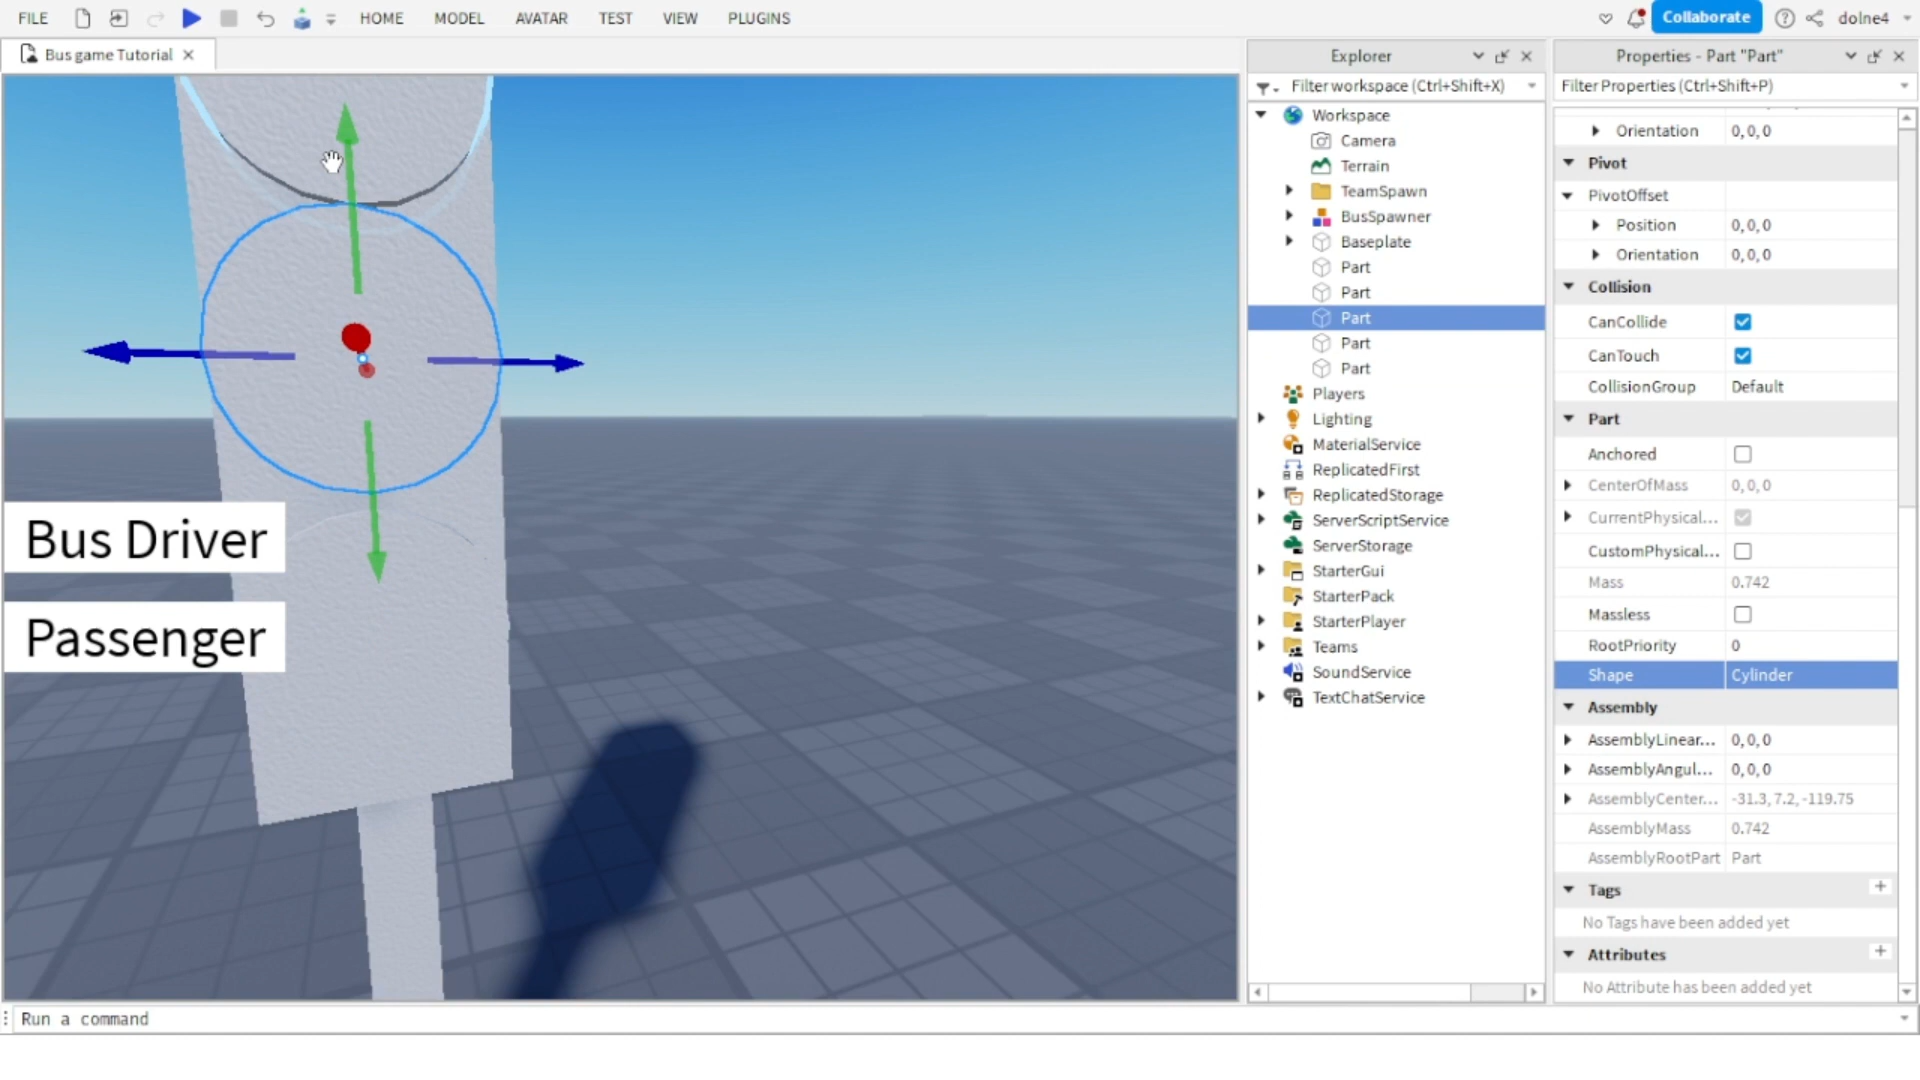 FILE HOME MODEL AVATAR TEST VIEW PLUGINS Collaborate dolne4
Bus game Tutorial
Bus Driver
Passenger
Explorer
Filter workspace (Ctrl+Shift+X)
Workspace
Camera
Terrain
TeamSpawn
BusSpawner
Baseplate
Part
Part
Part
Part
Part
Players
Lighting
MaterialService
ReplicatedFirst
ReplicatedStorage
ServerScriptService
ServerStorage
StarterGui
StarterPack
StarterPlayer
Teams
SoundService
TextChatService
Properties - Part "Part"
Filter Properties (Ctrl+Shift+P)
Orientation 0, 0, 0
Pivot
PivotOffset
Position 0, 0, 0
Orientation 0, 0, 0
Collision
CanCollide
CanTouch
CollisionGroup Default
Part
Anchored
CenterOfMass 0, 0, 0
CurrentPhysical...
CustomPhysical...
Mass 0.742
Massless
RootPriority 0
Shape Cylinder
Assembly
AssemblyLinear... 0, 0, 0
AssemblyAngul... 0, 0, 0
AssemblyCenter... -31.3, 7.2, -119.75
AssemblyMass 0.742
AssemblyRootPart Part
Tags
No Tags have been added yet
Attributes
No Attribute has been added yet
Run a command